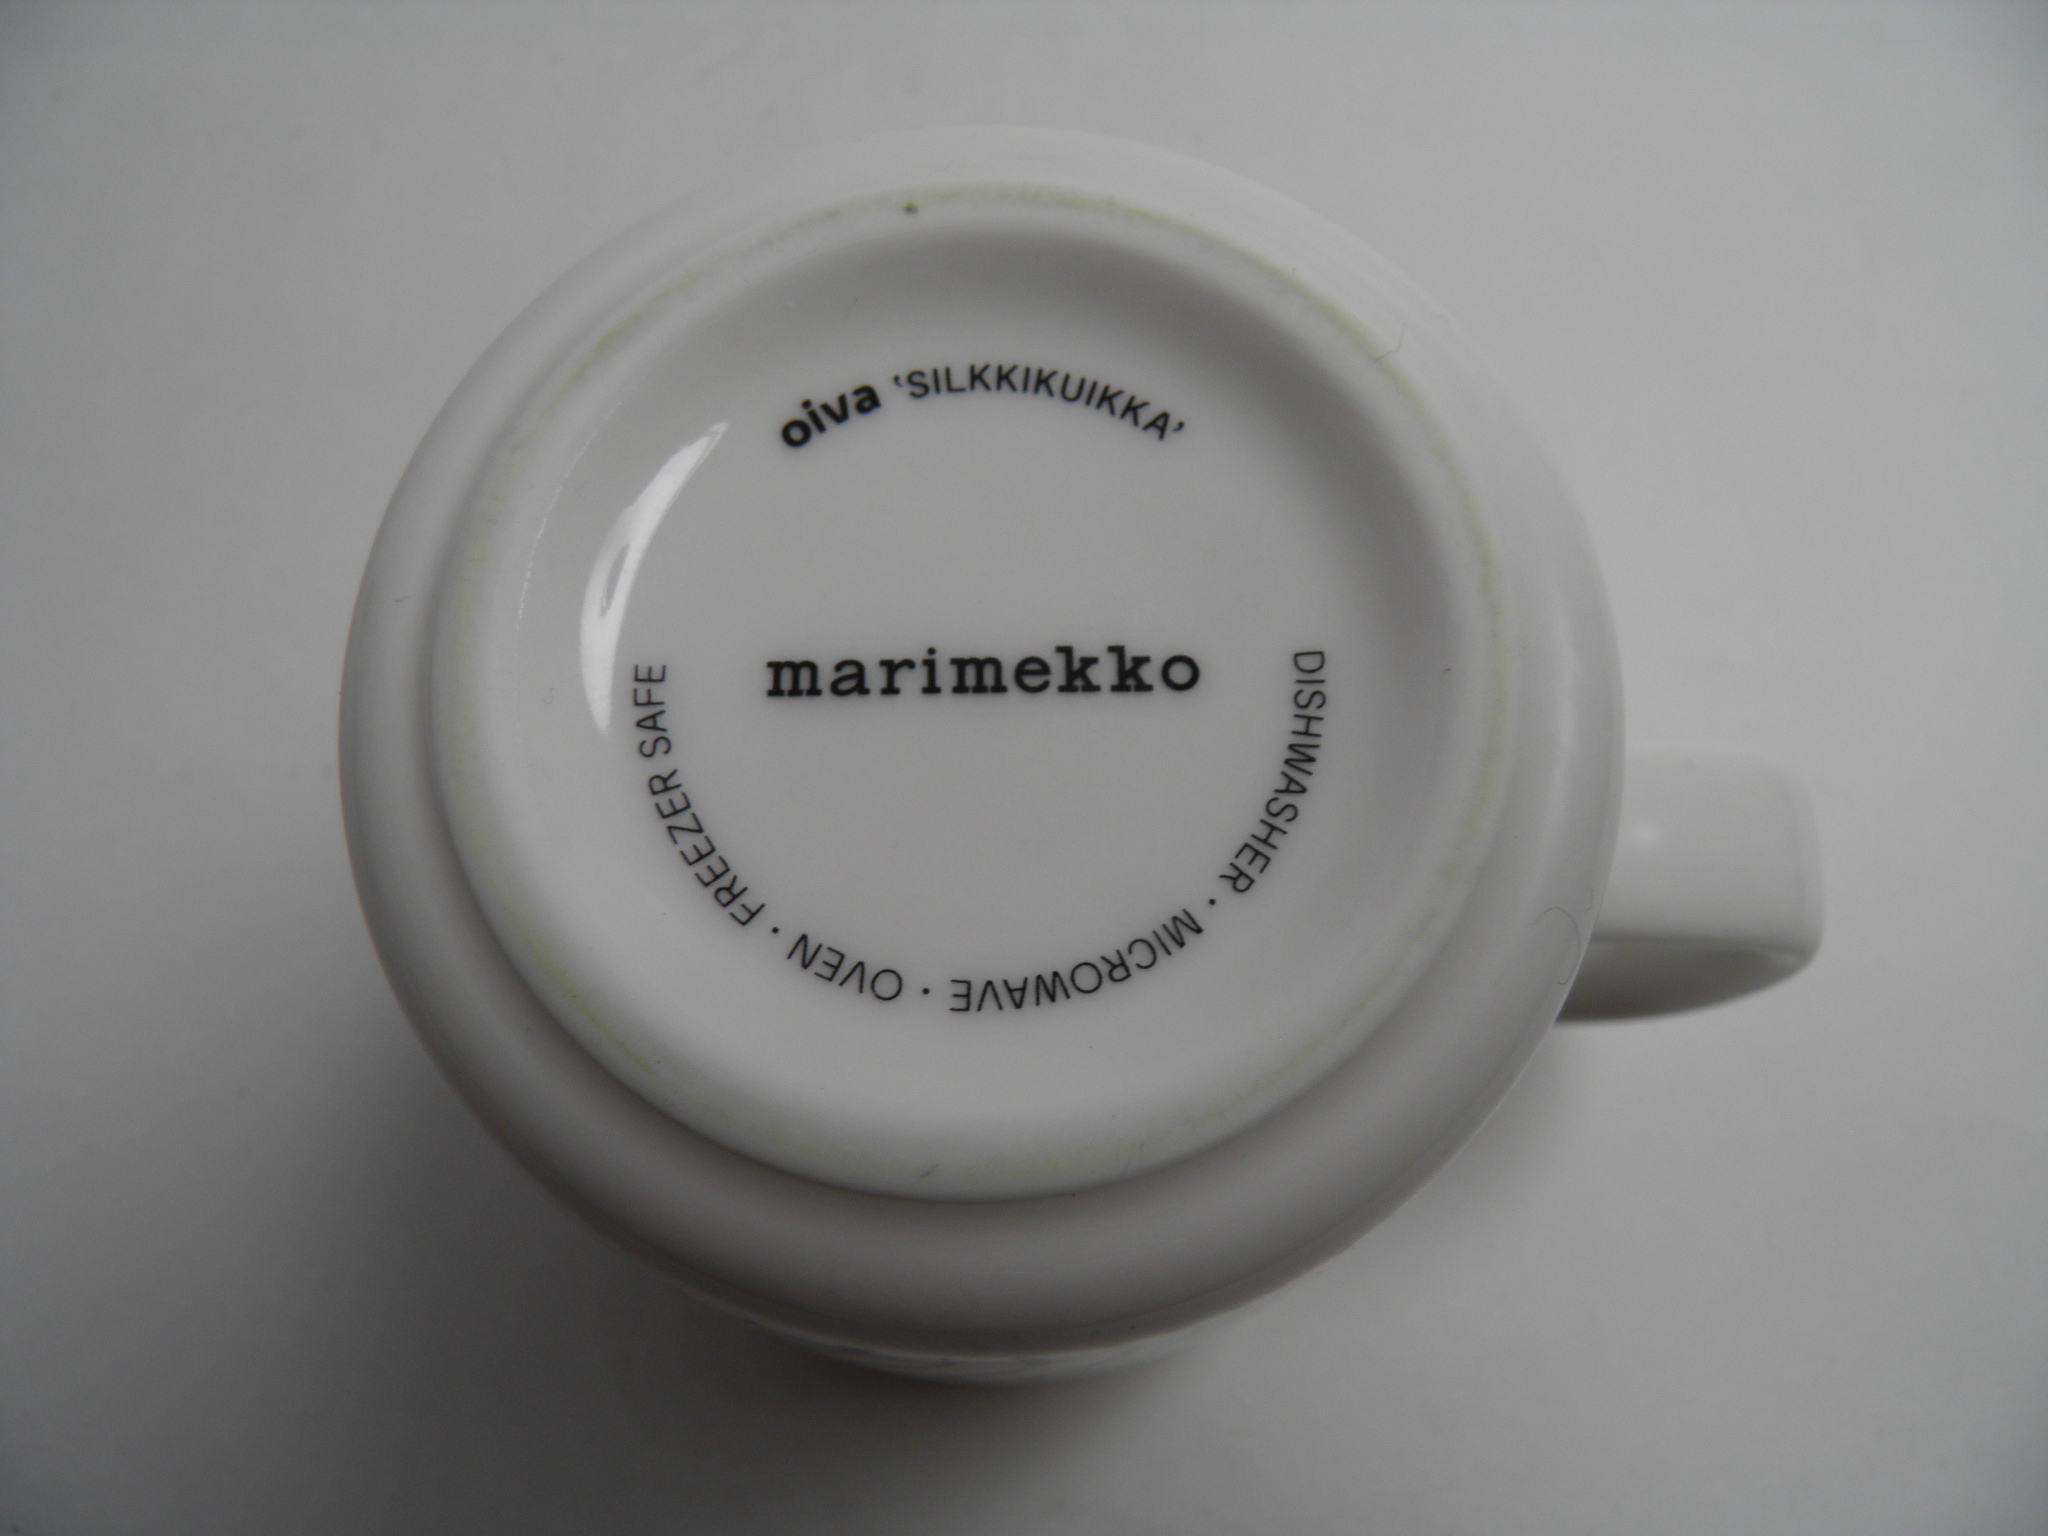 oiva ‘SILKKIKUIKKA’
marimekko
DISHWASHER · MICROWAVE · OVEN · FREEZER SAFE